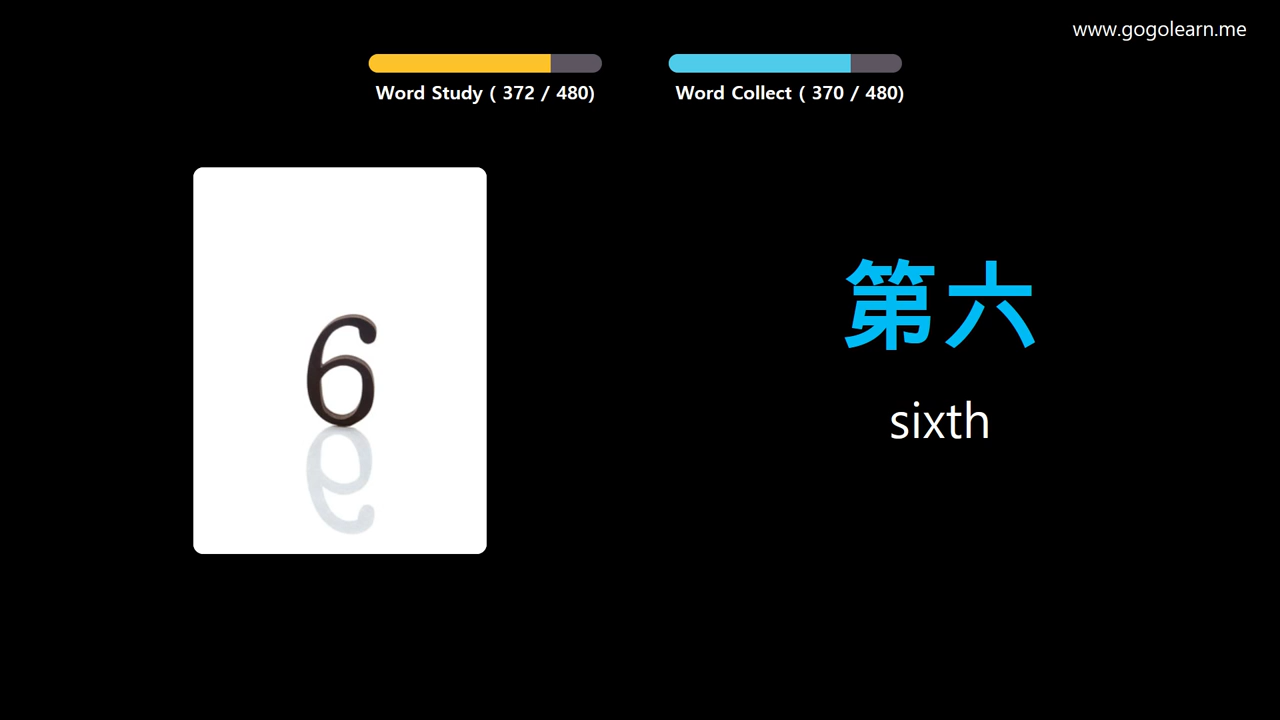 www.gogolearn.me
Word Study ( 372 / 480)
Word Collect ( 370 / 480)
6
第六
sixth